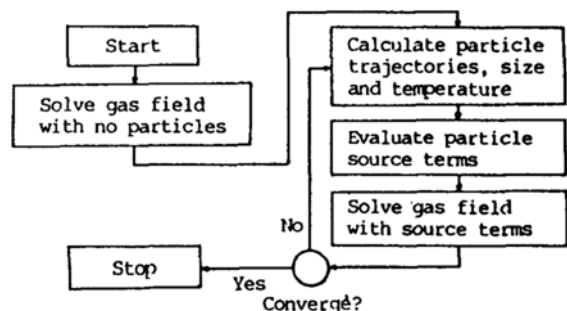 Start
Solve gas field
with no particles
Calculate particle
trajectories, size
and temperature
Evaluate particle
source terms
Solve gas field
with source terms
No
Yes
Converge?
Stop